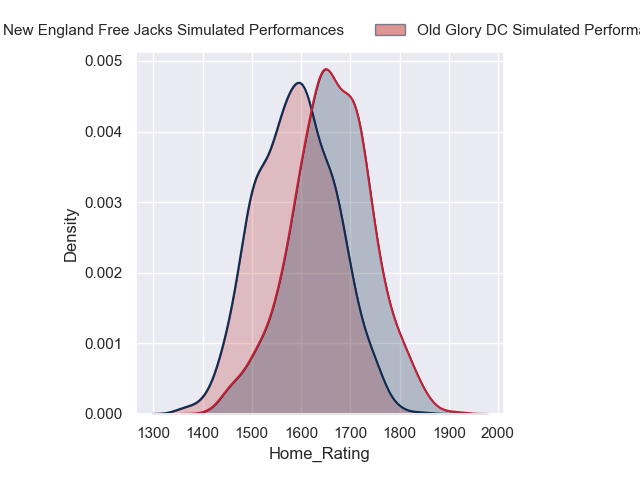 New England Free Jacks Simulated Performances
Old Glory DC Simulated
0.005
0.004
0.003
0.002
0.001
0.000
Density
1300 1400 1500 1600 1700 1800 1900 2000
Home_Rating